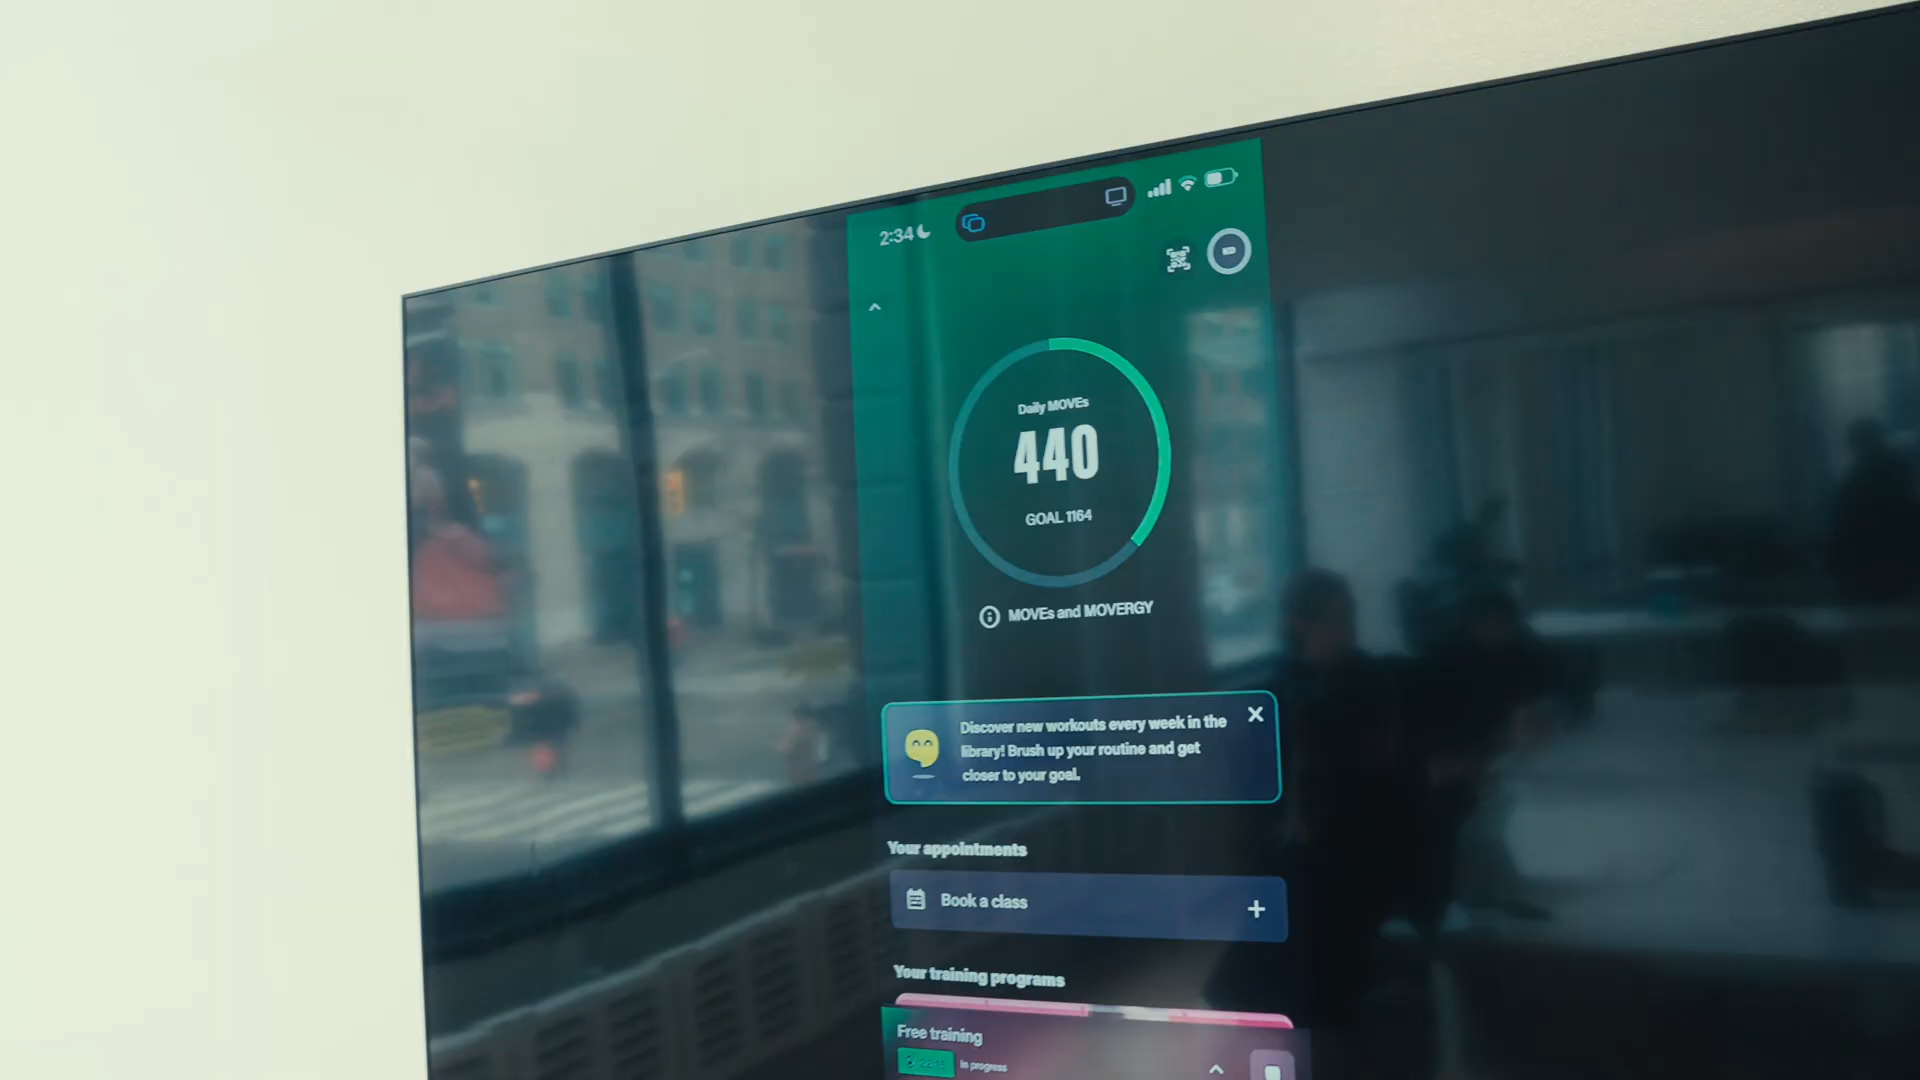 2:34
Daily MOVEs
440
GOAL 1164
MOVEs and MOVERGY
Discover new workouts every week in the
library! Brush up your routine and get
closer to your goal.
Your appointments
Book a class
Your training programs
Free training
In progress